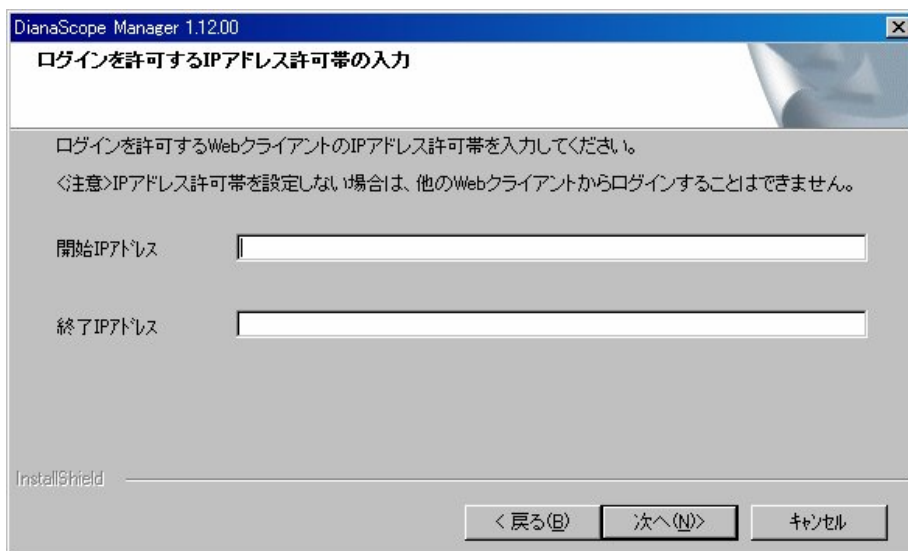 DianaScope Manager 1.12.00
ログインを許可するIPアドレス許可帯の入力
ログインを許可するWebクライアントのIPアドレス許可帯を入力してください。
<注意>IPアドレス許可帯を設定しない場合は、他のWebクライアントからログインすることはできません。
開始IPｱﾄﾞﾚｽ
終了IPｱﾄﾞﾚｽ
InstallShield
< 戻る(B)
次へ(N)>
ｷｬﾝｾﾙ